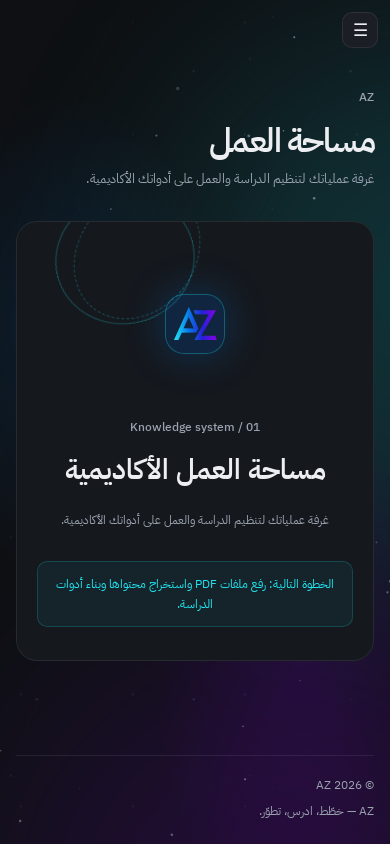 ☰
AZ
مساحة العمل
غرفة عملياتك لتنظيم الدراسة والعمل على أدواتك الأكاديمية.
AZ
Knowledge system / 01
مساحة العمل الأكاديمية
غرفة عملياتك لتنظيم الدراسة والعمل على أدواتك الأكاديمية.
الخطوة التالية: رفع ملفات PDF واستخراج محتواها وبناء أدوات
الدراسة.
© 2026 AZ
AZ — خطّط، ادرس، تطوّر.